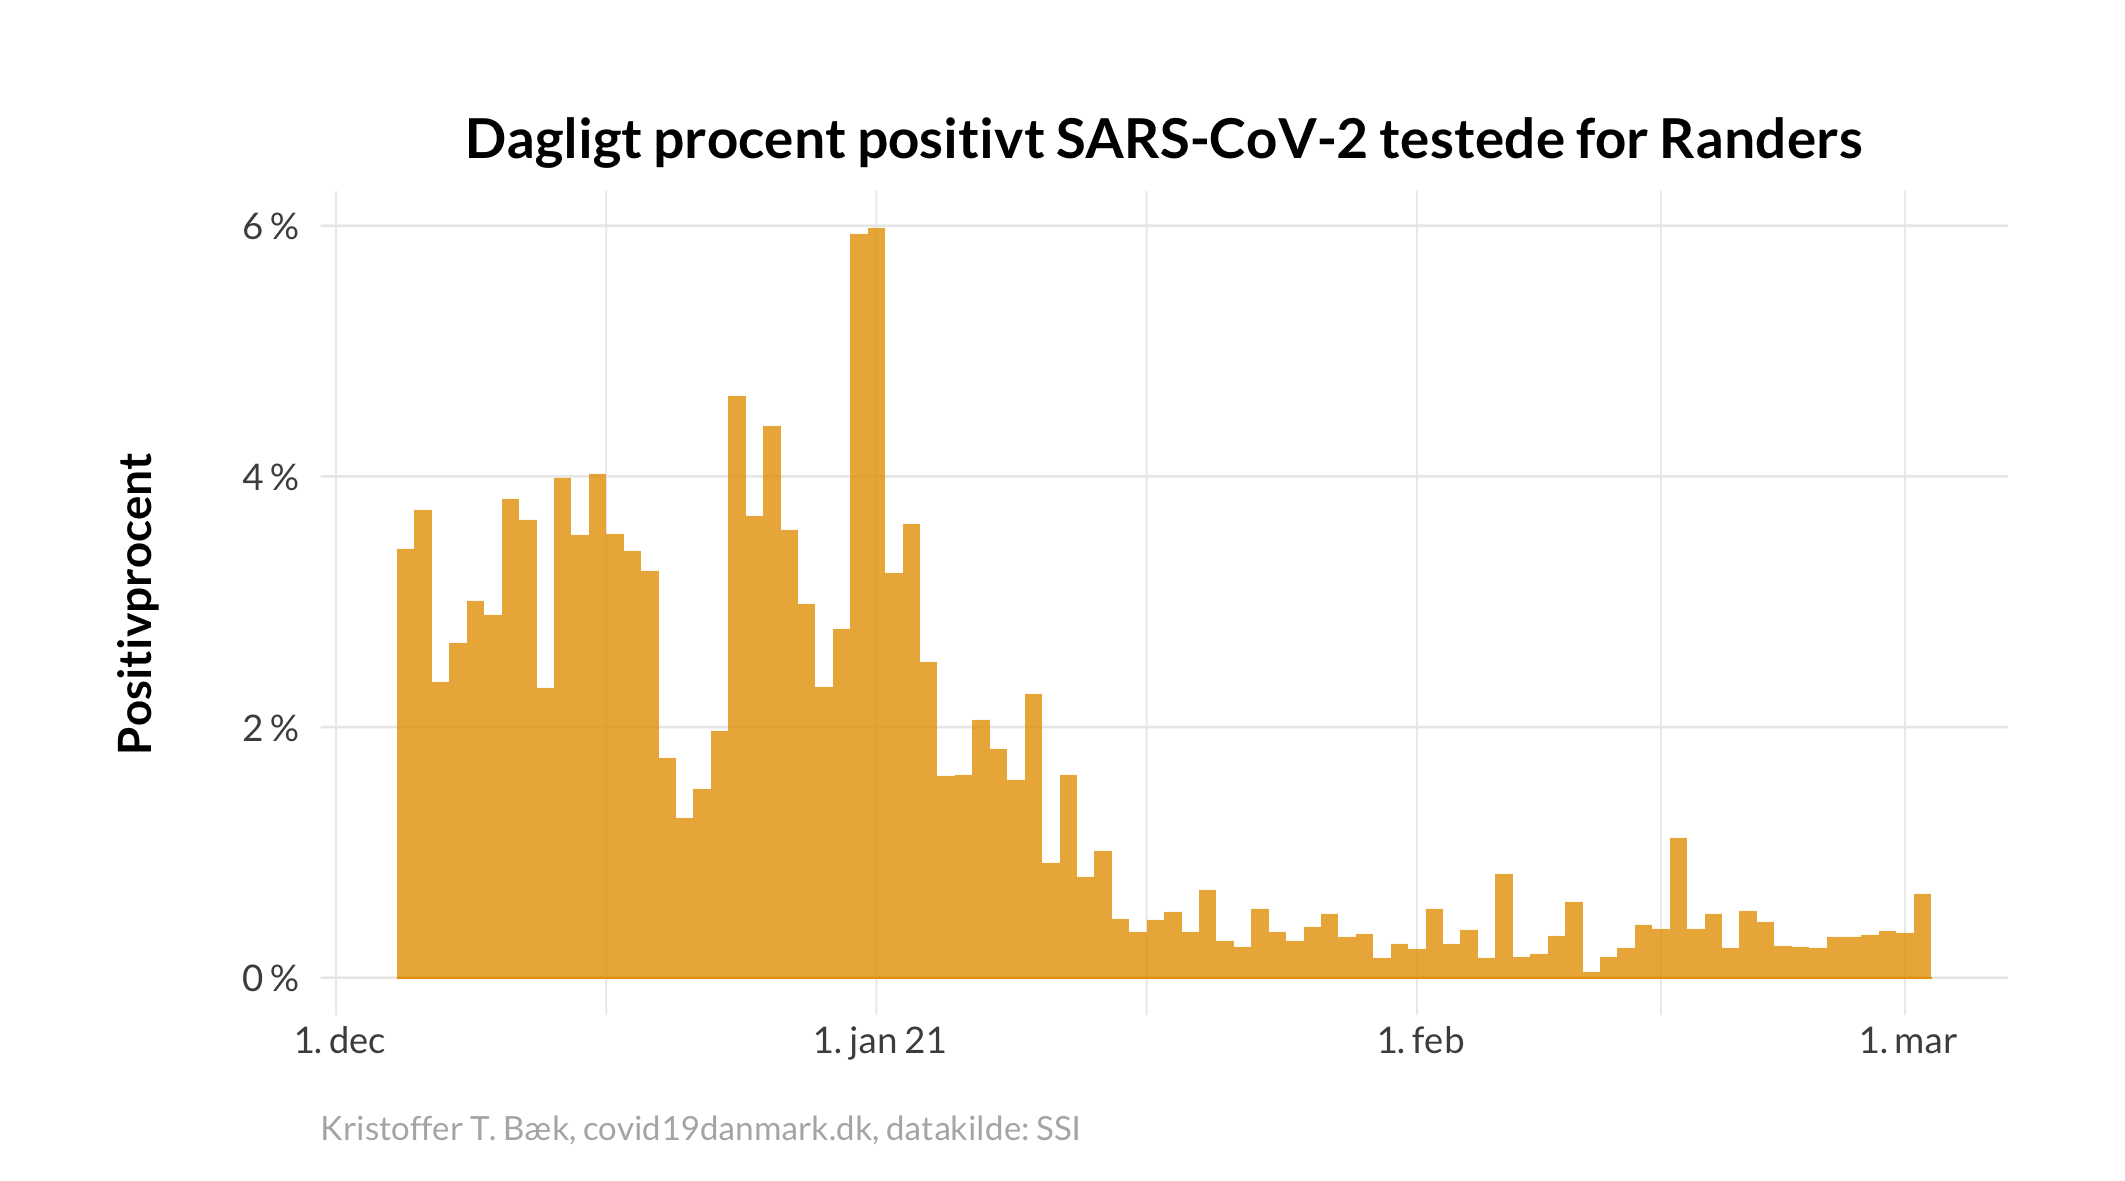 Dagligt procent positivt SARS-CoV-2 testede for Randers
Positivprocent
6 %
4 %
2 %
0 %
1. dec
1. jan 21
1. feb
1. mar
Kristoffer T. Bæk, covid19danmark.dk, datakilde: SSI